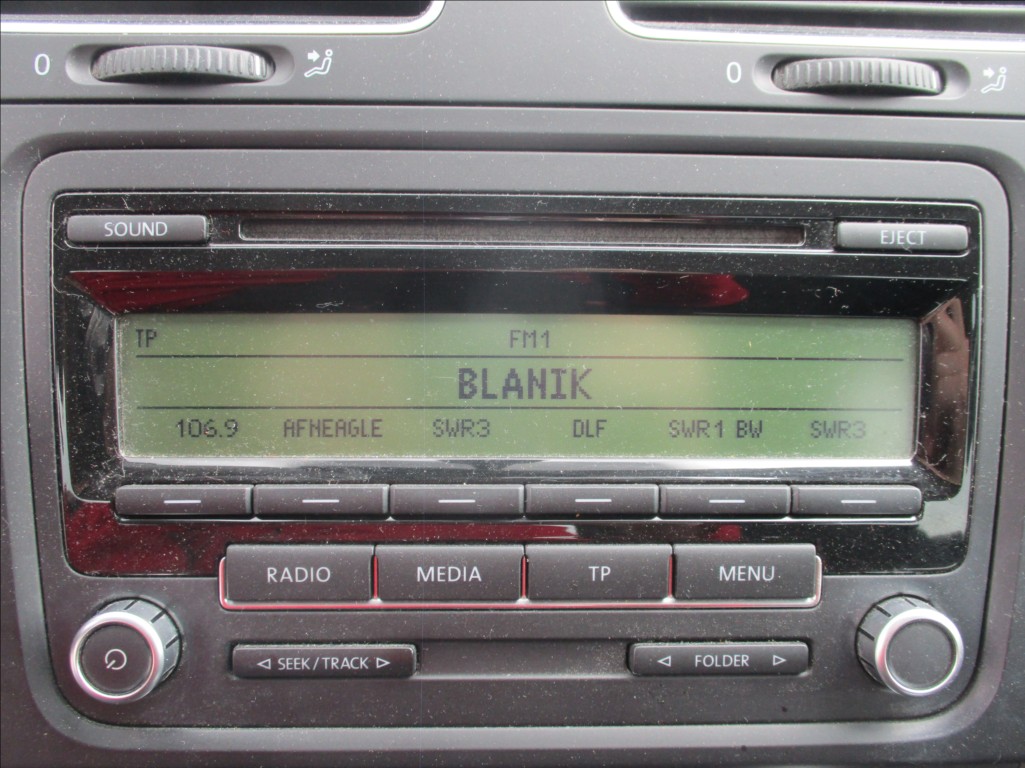 0 0
SOUND EJECT
TP FM1
BLANIK
106.9 AFNEAGLE SWR3 DLF SWR1 BW SWR3
RADIO MEDIA TP MENU
SEEK/TRACK FOLDER